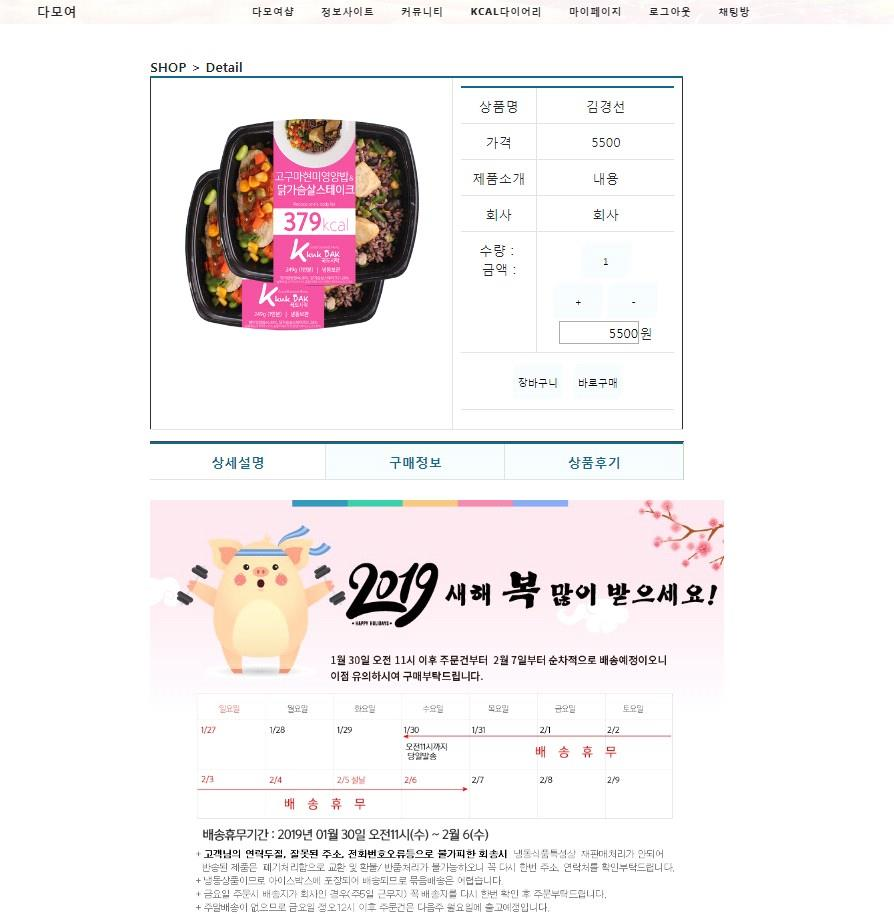 다모여
다모여샵 정보사이트 커뮤니티 KCAL다이어리 마이페이지 로그아웃 채팅방
SHOP > Detail
고구마현미영양밥&
닭가슴살스테이크
379kcal
Kkuk DAK
249g (1인분) | 냉동보관
Kkuk DAK
249g (1인분) | 냉동보관
상품명 김경선
가격 5500
제품소개 내용
회사 회사
수량 : 1
금액 :
+ -
5500원
장바구니 바로구매
상세설명 구매정보 상품후기
2019 새해 복 많이 받으세요!
HAPPY HOLIDAYS
1월 30일 오전 11시 이후 주문건부터 2월 7일부터 순차적으로 배송예정이오니
이점 유의하시여 구매부탁드립니다.
일요일 월요일 화요일 수요일 목요일 금요일 토요일
1/27 1/28 1/29 1/30 1/31 2/1 2/2
오전11시까지
당일발송
배 송 휴 무
2/3 2/4 2/5 설날 2/6 2/7 2/8 2/9
배 송 휴 무
배송휴무기간 : 2019년 01월 30일 오전11시(수) ~ 2월 6(수)
+ 고객님의 연락두절, 잘못된 주소, 전화번호오류등으로 불가피한 회송시 냉동식품특성상 재판매처리가 안되어
반송된 제품은 폐기처리함으로 교환 및 환불/ 반품처리가 불가능하오니 꼭 다시 한번 주소, 연락처를 확인부탁드립니다.
+ 냉동상품이므로 아이스박스에 포장되어 배송되므로 묶음배송은 어렵습니다.
+ 금요일 주문시 배송지가 회사인 경우(주5일 근무지) 꼭 배송지를 다시 한번 확인 후 주문부탁드립니다.
+ 주말배송이 없으므로 금요일 정오12시 이후 주문건은 다음주 월요일에 출고예정입니다.